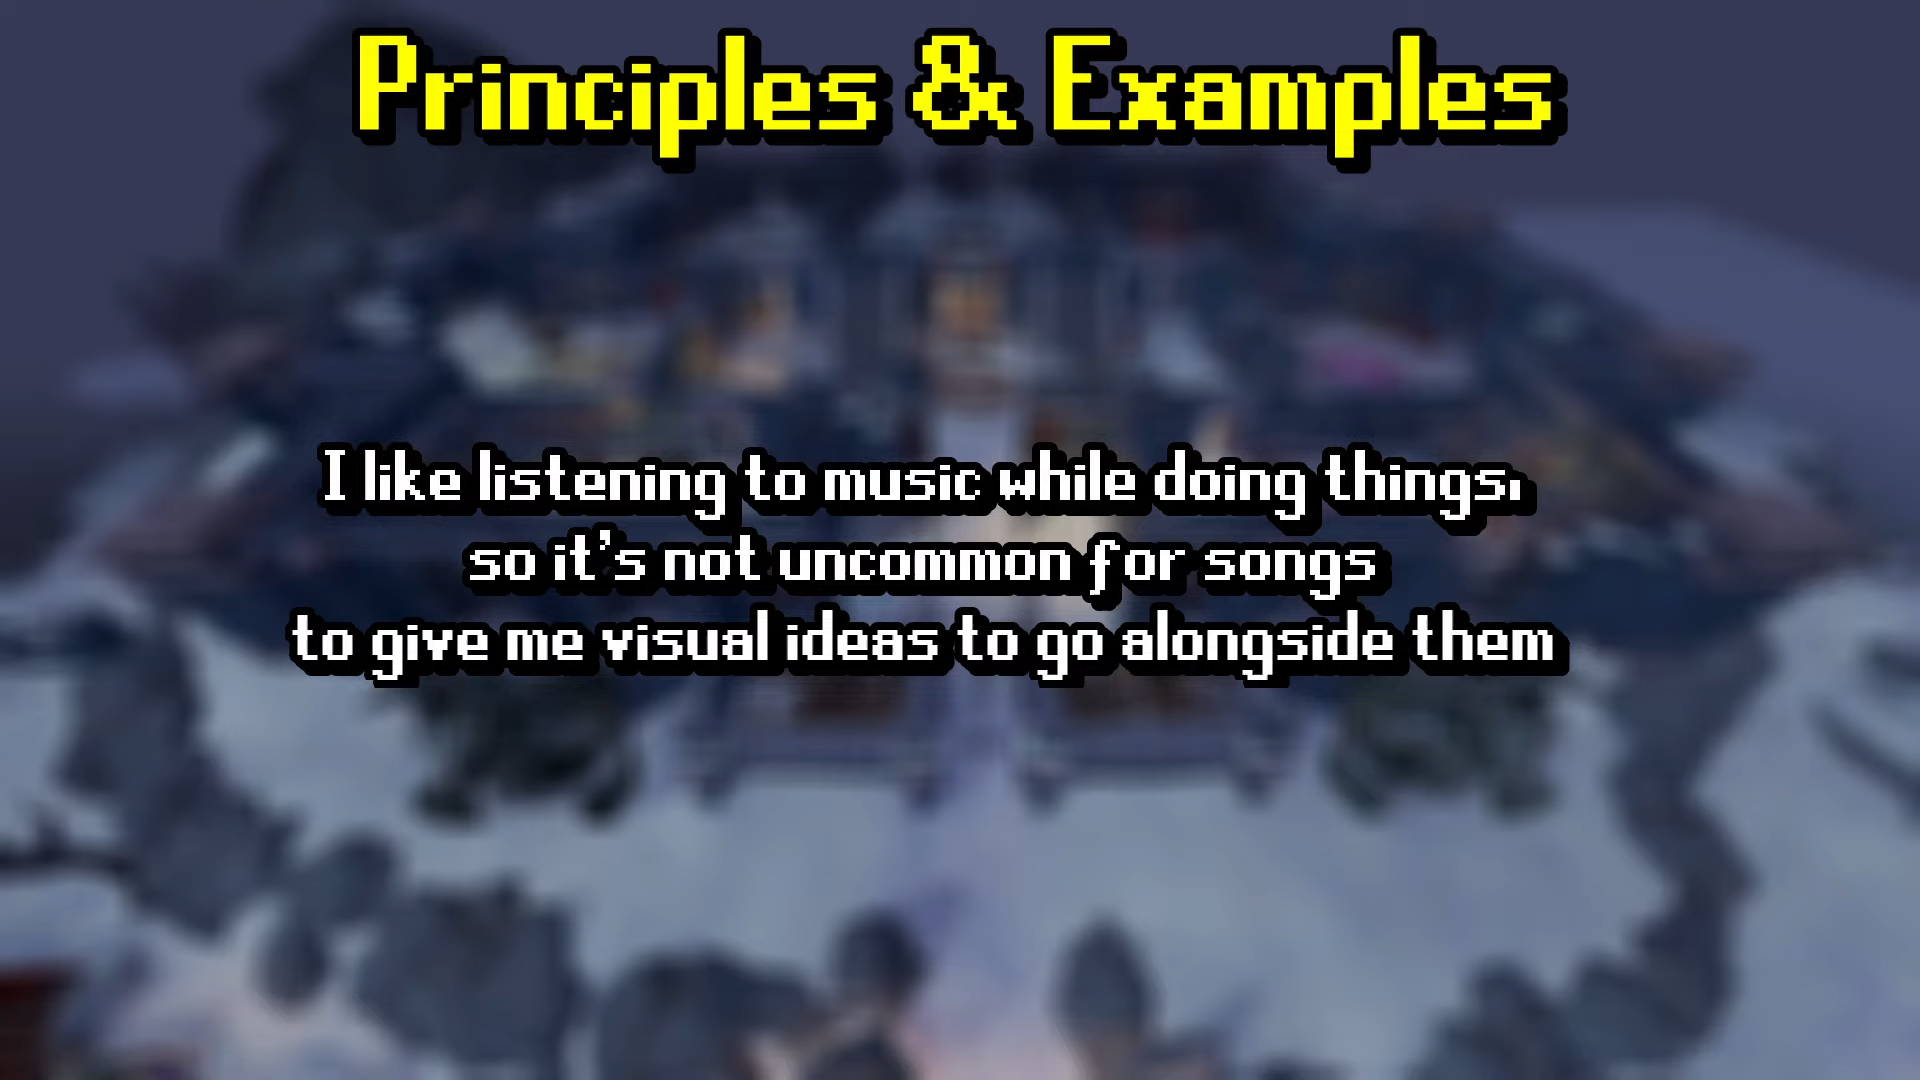 Principles & Examples
I like listening to music while doing things,
so it's not uncommon for songs
to give me visual ideas to go alongside them